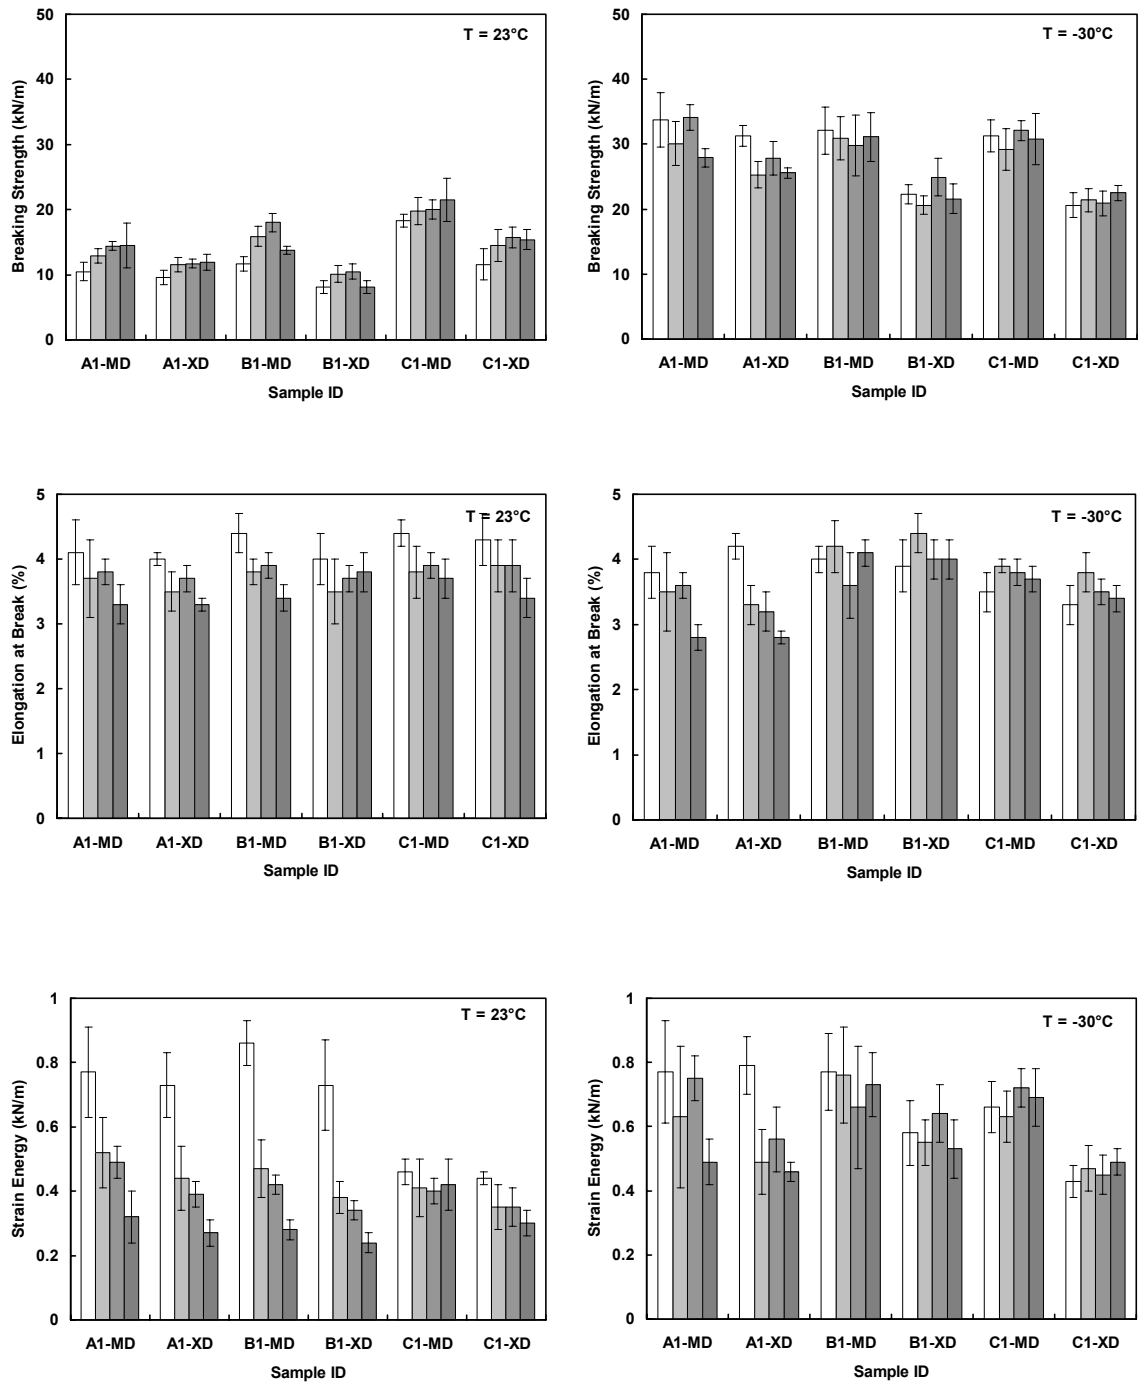 T = 23°C
Breaking Strength (kN/m)
50
40
30
20
10
0
A1-MD A1-XD B1-MD B1-XD C1-MD C1-XD
Sample ID
T = -30°C
Breaking Strength (kN/m)
50
40
30
20
10
0
A1-MD A1-XD B1-MD B1-XD C1-MD C1-XD
Sample ID
T = 23°C
Elongation at Break (%)
5
4
3
2
1
0
A1-MD A1-XD B1-MD B1-XD C1-MD C1-XD
Sample ID
T = -30°C
Elongation at Break (%)
5
4
3
2
1
0
A1-MD A1-XD B1-MD B1-XD C1-MD C1-XD
Sample ID
T = 23°C
Strain Energy (kN/m)
1
0.8
0.6
0.4
0.2
0
A1-MD A1-XD B1-MD B1-XD C1-MD C1-XD
Sample ID
T = -30°C
Strain Energy (kN/m)
1
0.8
0.6
0.4
0.2
0
A1-MD A1-XD B1-MD B1-XD C1-MD C1-XD
Sample ID